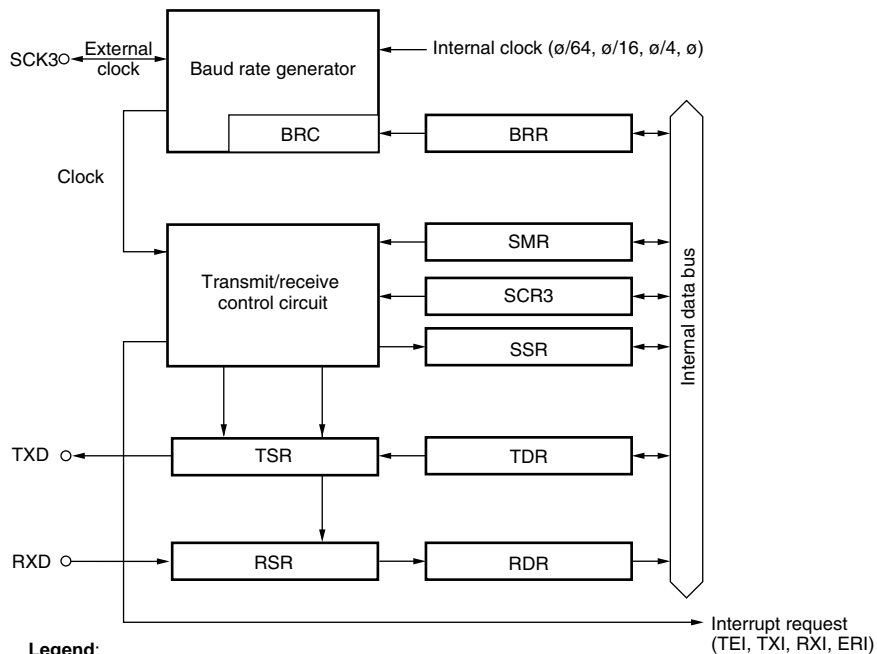 SCK3
External
clock
Baud rate generator
Internal clock (ø/64, ø/16, ø/4, ø)
BRC
BRR
Clock
Transmit/receive
control circuit
SMR
SCR3
SSR
Internal data bus
TXD
TSR
TDR
RXD
RSR
RDR
Interrupt request
(TEI, TXI, RXI, ERI)
Legend: